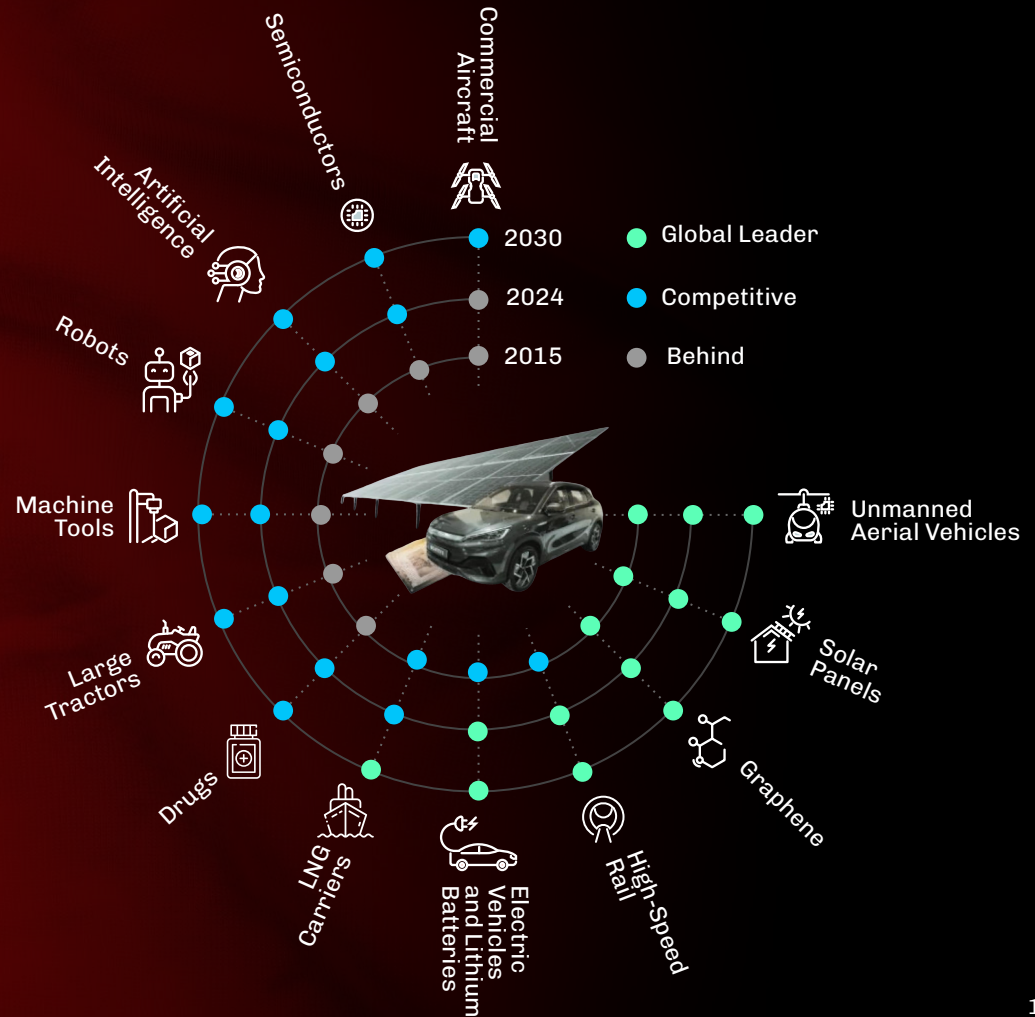 Commercial
Aircraft
Semiconductors
Artificial
Intelligence
Robots
Machine
Tools
Large
Tractors
Drugs
LNG
Carriers
Electric
Vehicles
and Lithium
Batteries
High-Speed
Rail
Graphene
Solar
Panels
Unmanned
Aerial Vehicles
2030
2024
2015
Global Leader
Competitive
Behind
1